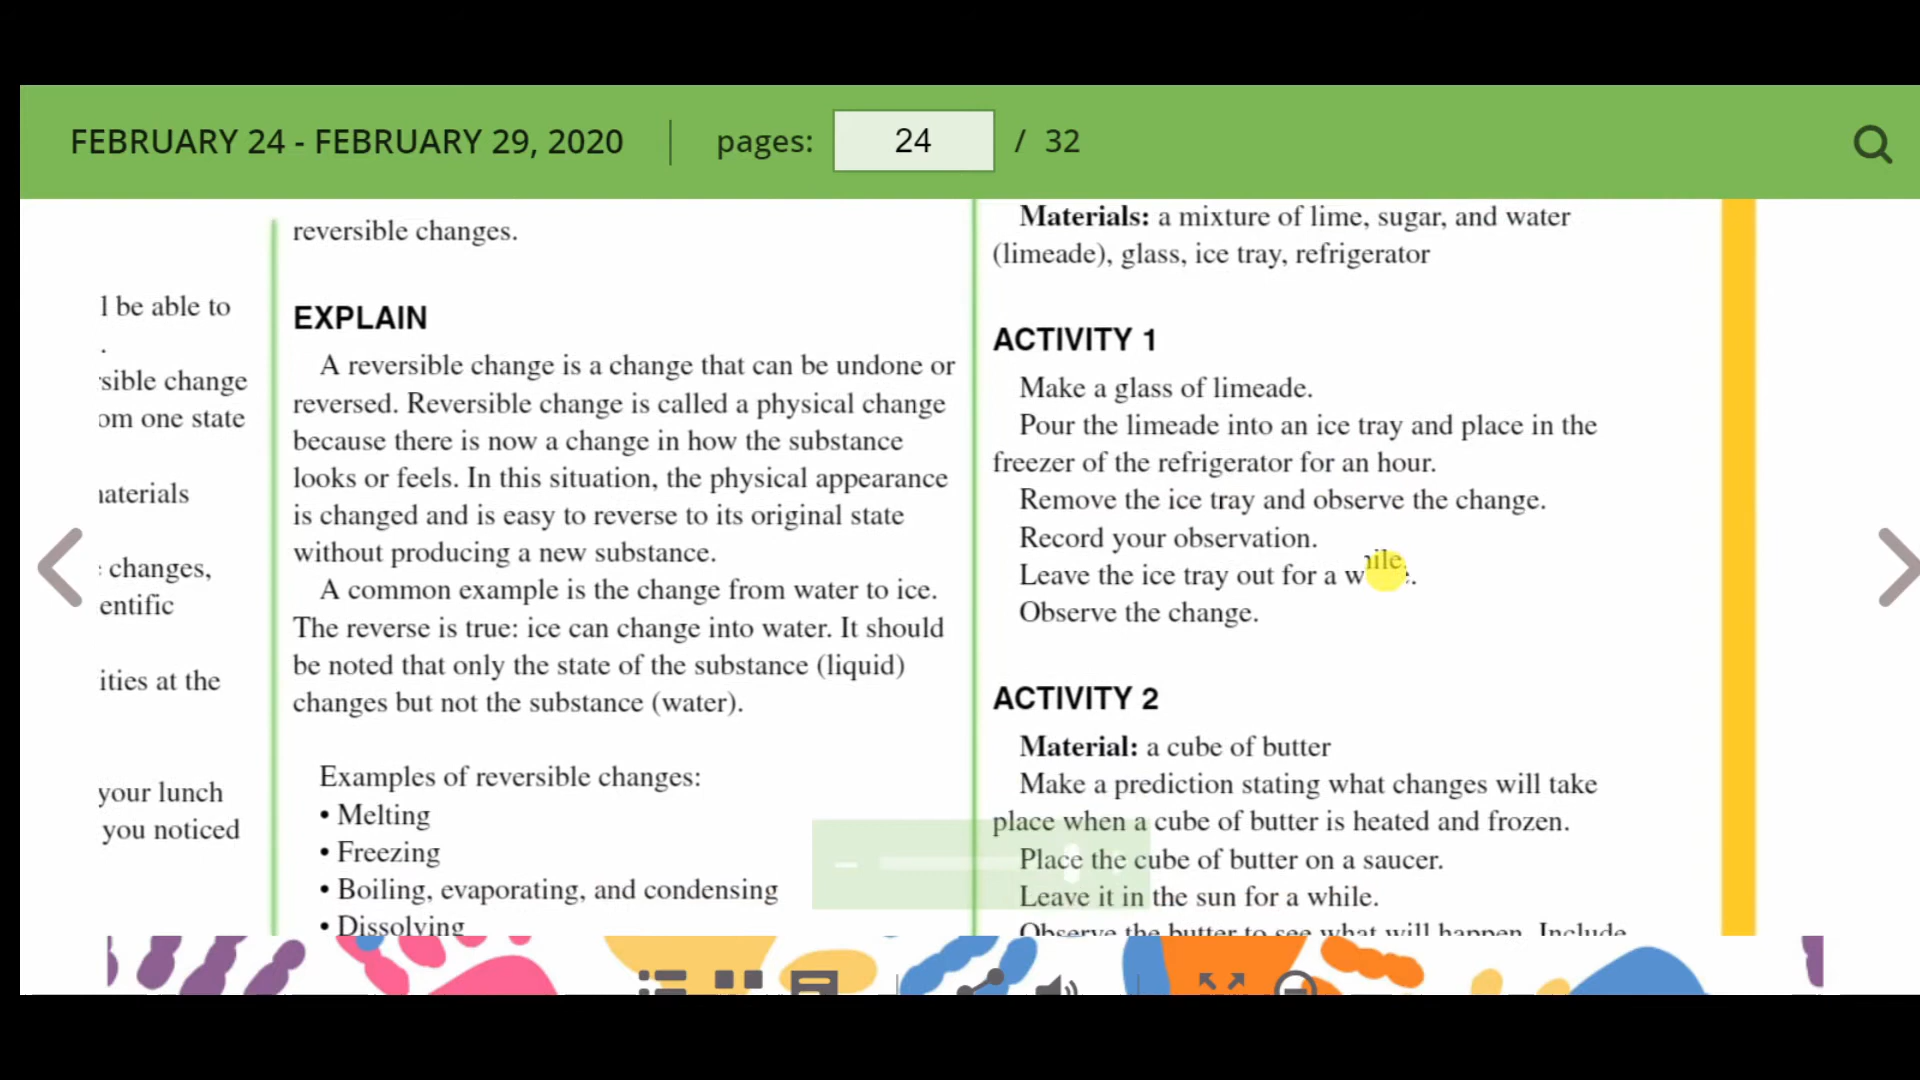 FEBRUARY 24 - FEBRUARY 29, 2020
pages: 24 / 32
l be able to
.
sible change
om one state
aterials
changes,
entific
ities at the
your lunch
you noticed
reversible changes.
EXPLAIN
A reversible change is a change that can be undone or
reversed. Reversible change is called a physical change
because there is now a change in how the substance
looks or feels. In this situation, the physical appearance
is changed and is easy to reverse to its original state
without producing a new substance.
A common example is the change from water to ice.
The reverse is true: ice can change into water. It should
be noted that only the state of the substance (liquid)
changes but not the substance (water).
Examples of reversible changes:
• Melting
• Freezing
• Boiling, evaporating, and condensing
• Dissolving
Materials: a mixture of lime, sugar, and water
(limeade), glass, ice tray, refrigerator
ACTIVITY 1
Make a glass of limeade.
Pour the limeade into an ice tray and place in the
freezer of the refrigerator for an hour.
Remove the ice tray and observe the change.
Record your observation.
Leave the ice tray out for a while.
Observe the change.
ACTIVITY 2
Material: a cube of butter
Make a prediction stating what changes will take
place when a cube of butter is heated and frozen.
Place the cube of butter on a saucer.
Leave it in the sun for a while.
Observe the butter to see what will happen. Include